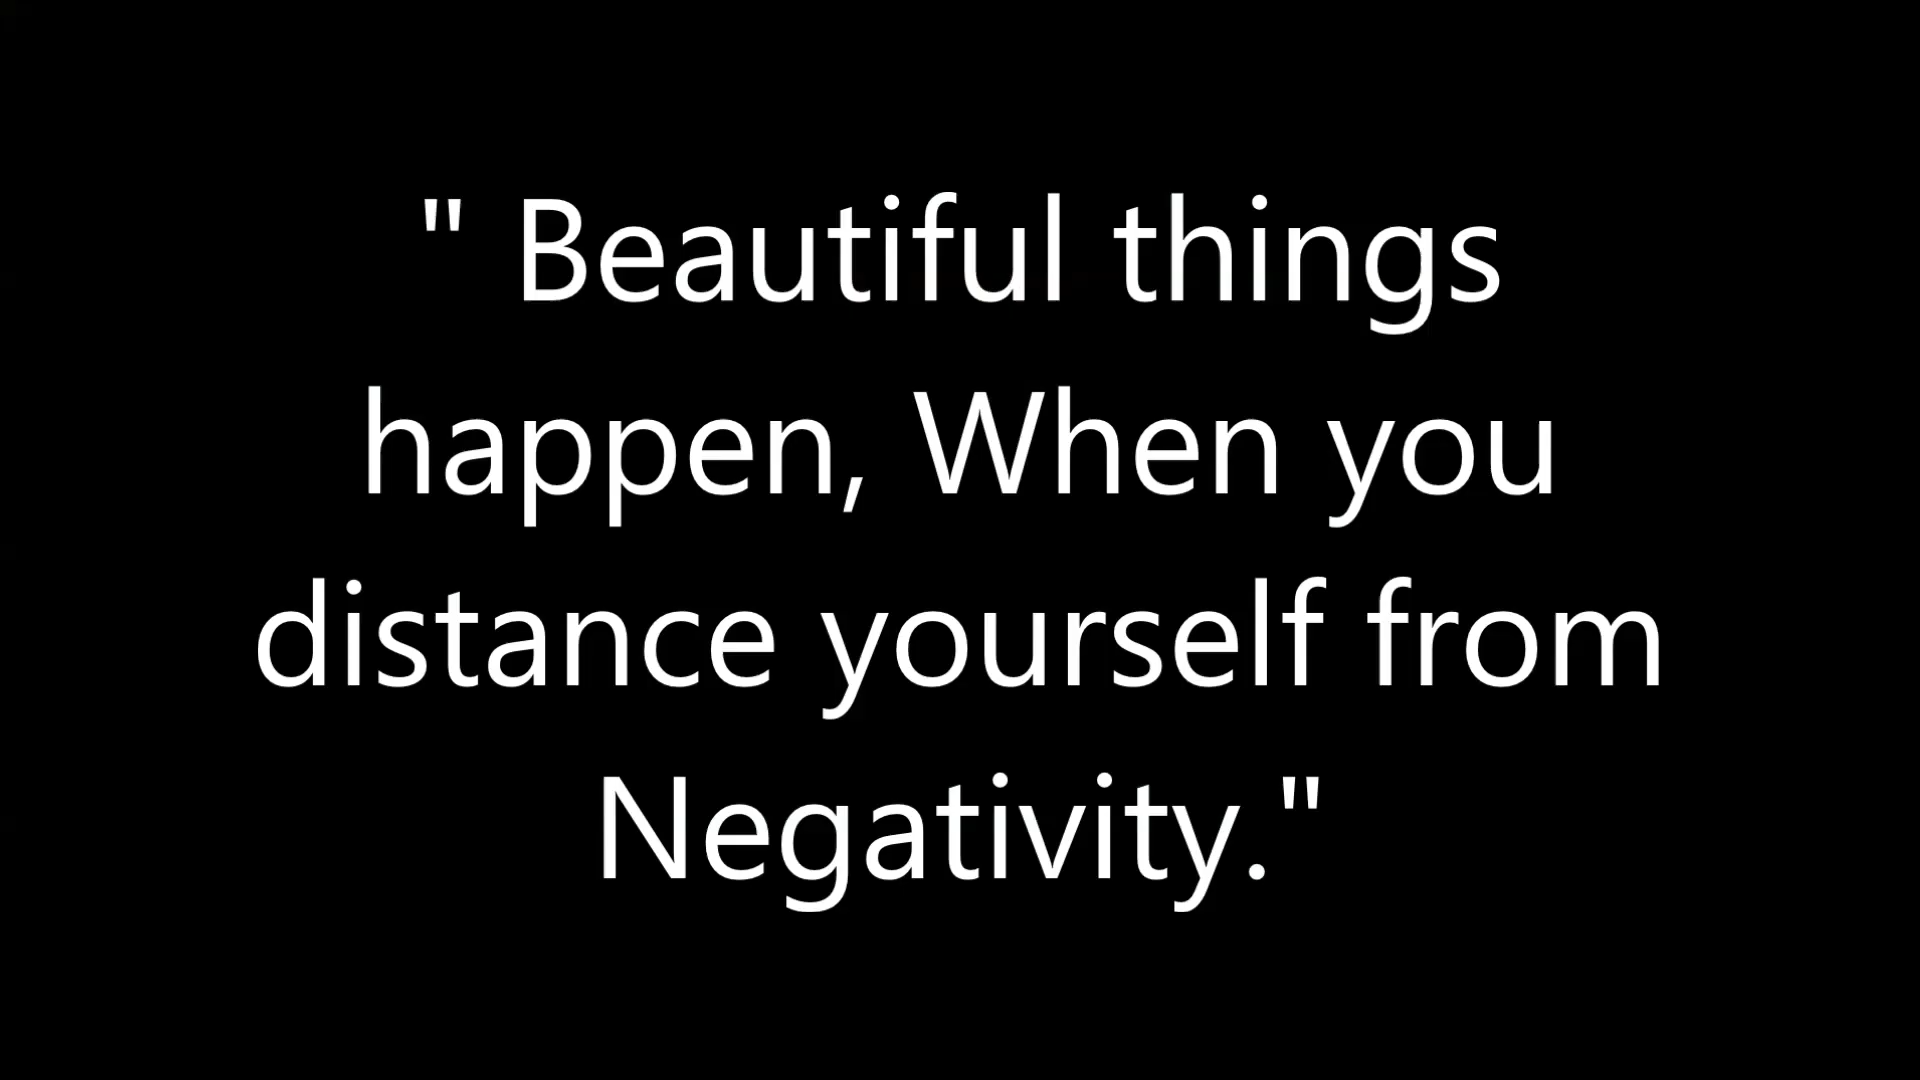 " Beautiful things
happen, When you
distance yourself from
Negativity."